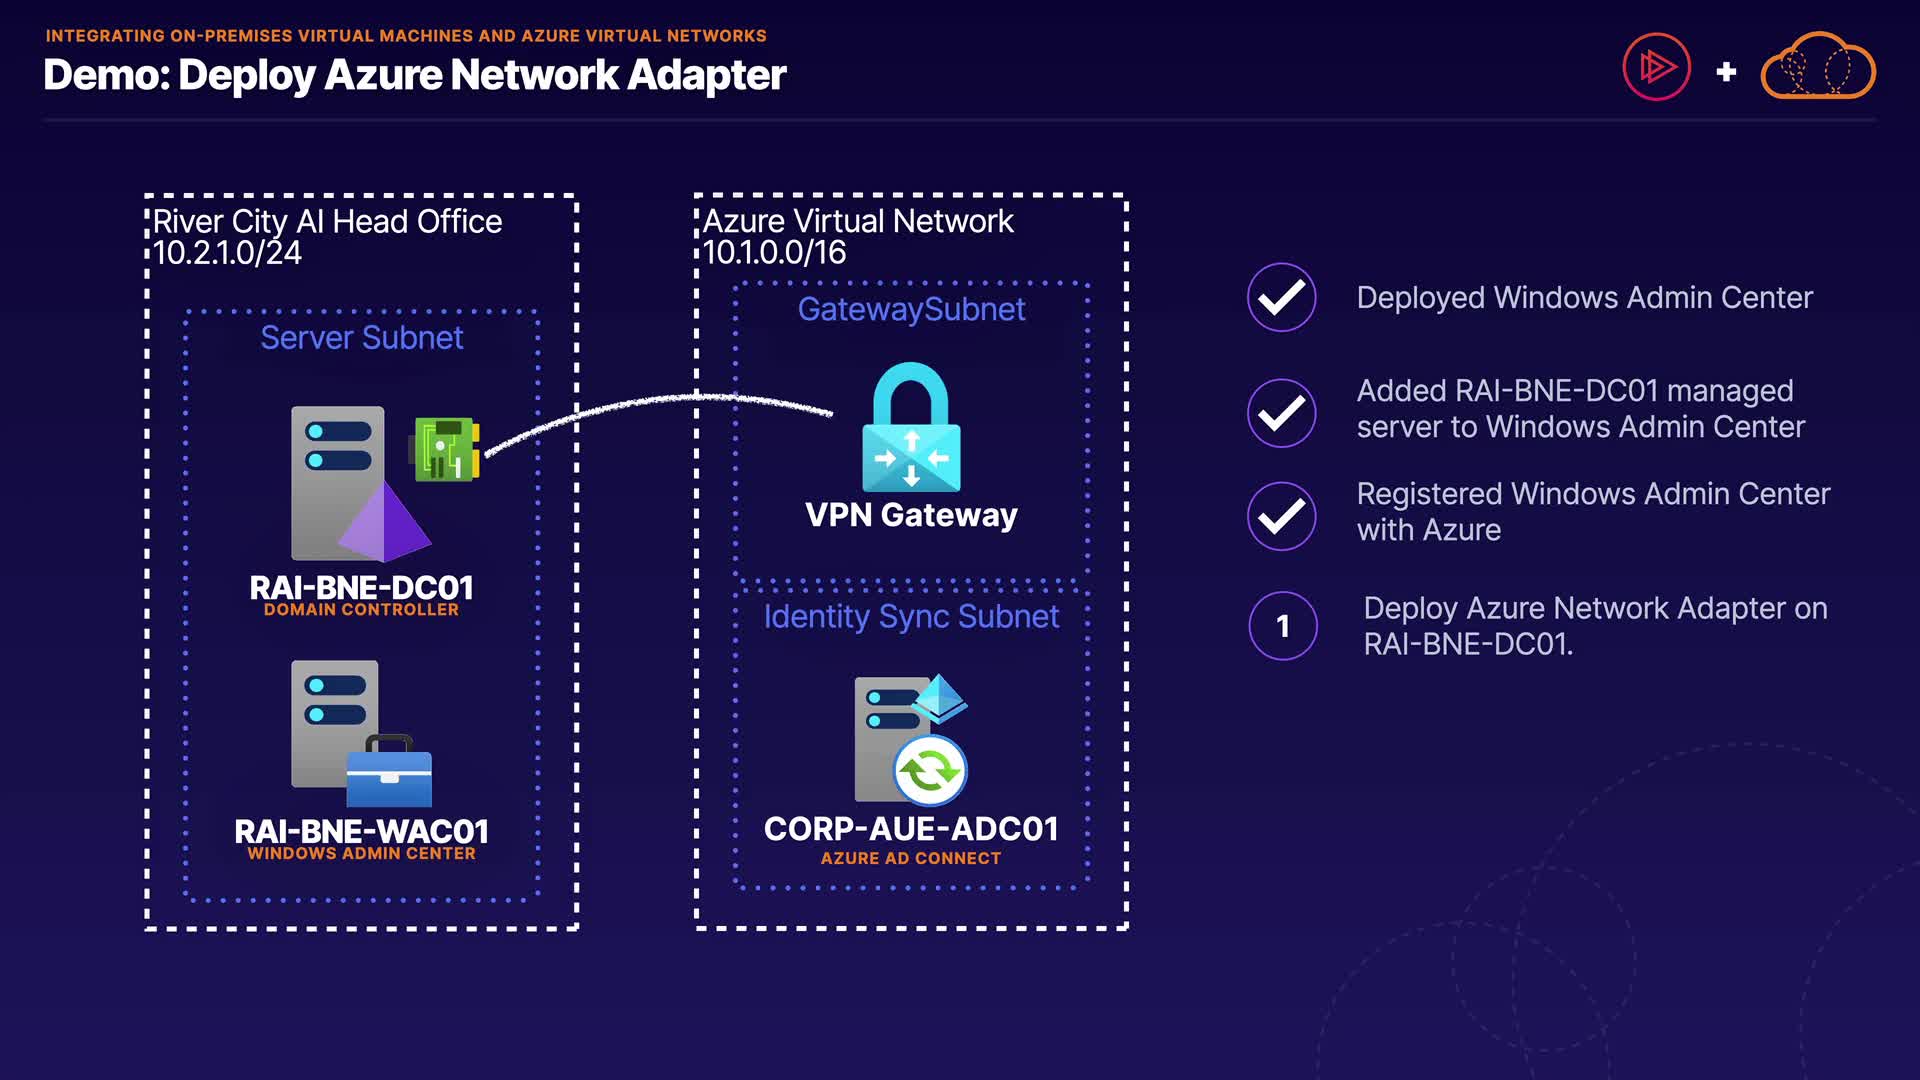 INTEGRATING ON-PREMISES VIRTUAL MACHINES AND AZURE VIRTUAL NETWORKS
Demo: Deploy Azure Network Adapter
River City AI Head Office
10.2.1.0/24
Server Subnet
RAI-BNE-DC01
DOMAIN CONTROLLER
RAI-BNE-WAC01
WINDOWS ADMIN CENTER
Azure Virtual Network
10.1.0.0/16
GatewaySubnet
VPN Gateway
Identity Sync Subnet
CORP-AUE-ADC01
AZURE AD CONNECT
Deployed Windows Admin Center
Added RAI-BNE-DC01 managed
server to Windows Admin Center
Registered Windows Admin Center
with Azure
1
Deploy Azure Network Adapter on
RAI-BNE-DC01.